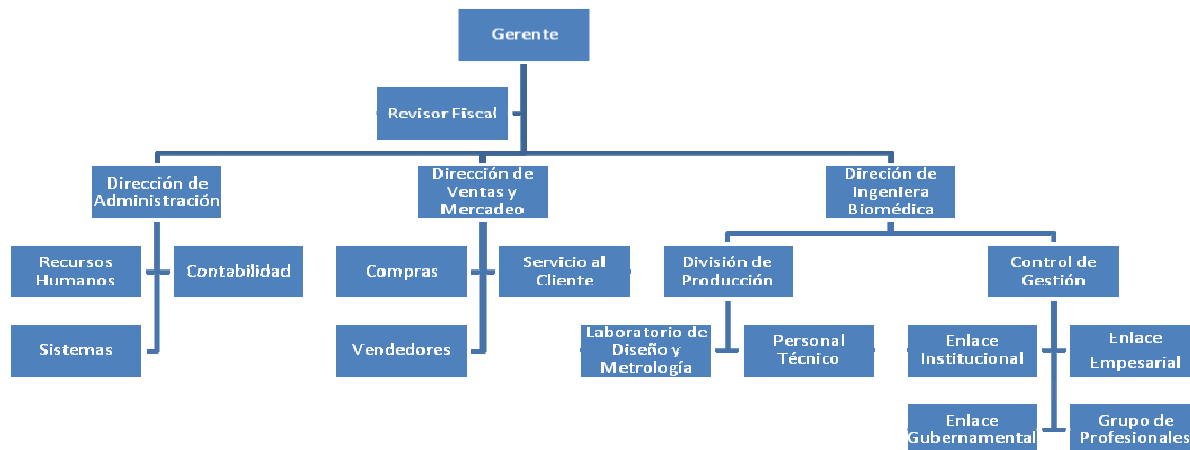 Gerente
Revisor Fiscal
Dirección de
Administración
Dirección de
Ventas y
Mercadeo
Direción de
Ingeniera
Biomédica
Recursos
Humanos
Contabilidad
Compras
Servicio al
Cliente
División de
Producción
Control de
Gestión
Sistemas
Vendedores
Laboratorio de
Diseño y
Metrología
Personal
Técnico
Enlace
Institucional
Enlace
Empesarial
Enlace
Gubernamental
Grupo de
Profesionales